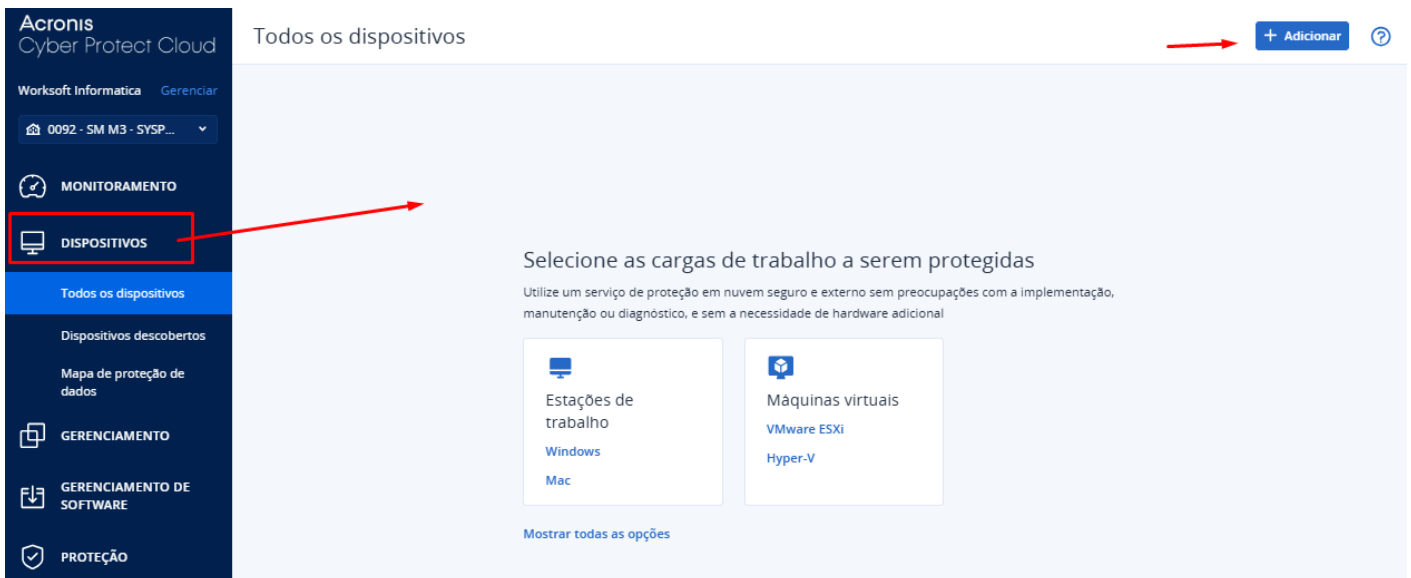 Acronis
Cyber Protect Cloud
Worksoft Informatica Gerenciar
0092 - SM M3 - SYSP...
MONITORAMENTO
DISPOSITIVOS
Todos os dispositivos
Dispositivos descobertos
Mapa de proteção de
dados
GERENCIAMENTO
GERENCIAMENTO DE
SOFTWARE
PROTEÇÃO
Todos os dispositivos
+ Adicionar
?
Selecione as cargas de trabalho a serem protegidas
Utilize um serviço de proteção em nuvem seguro e externo sem preocupações com a implementação,
manutenção ou diagnóstico, e sem a necessidade de hardware adicional
Estações de
trabalho
Windows
Mac
Máquinas virtuais
VMware ESXi
Hyper-V
Mostrar todas as opções